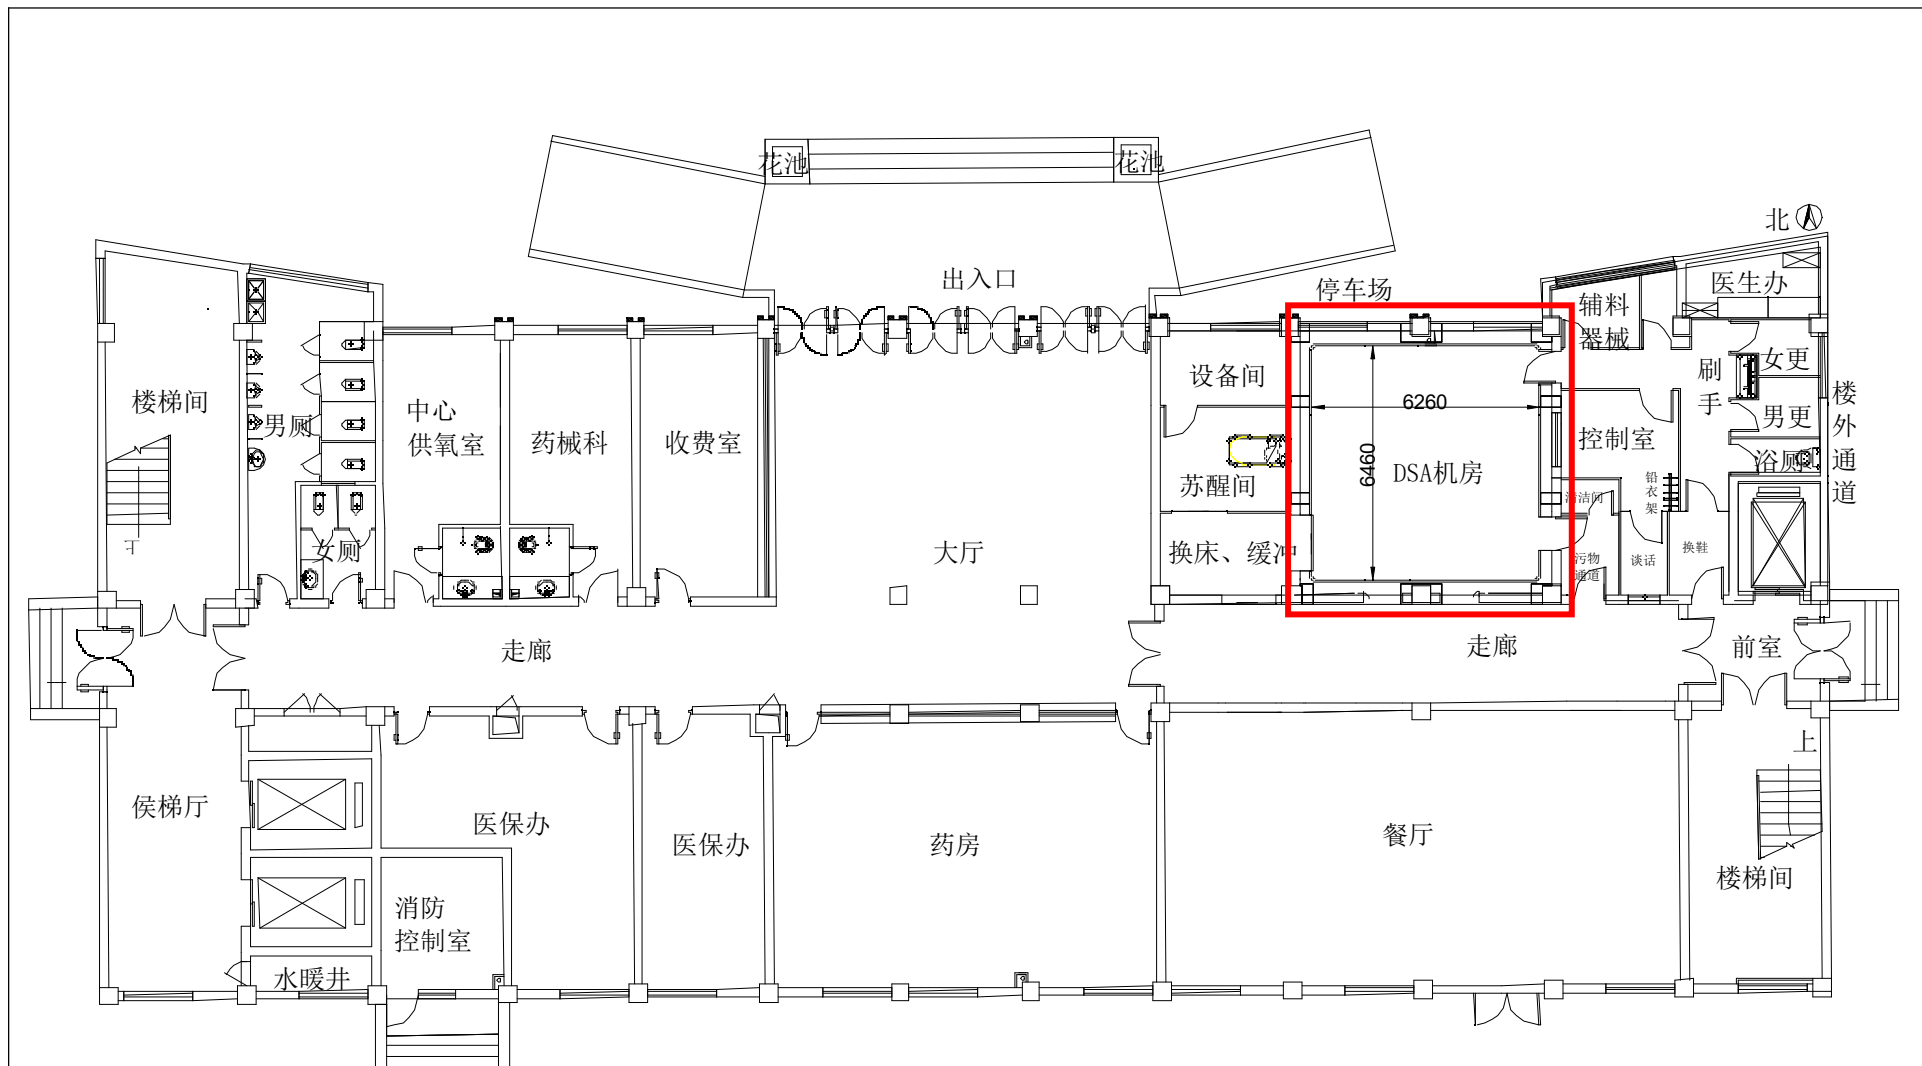 花池
花池
北
出入口
停车场
医生办
辅料
器械
刷
手
女更
楼
外
通
道
楼梯间
男厕
中心
供氧室
药械科
收费室
设备间
6260
6460
DSA机房
控制室
男更
浴厕
苏醒间
铅
衣
架
清洁间
下
女厕
大厅
换床、缓冲
污物
通道
谈话
换鞋
走廊
走廊
前室
上
侯梯厅
医保办
医保办
药房
餐厅
楼梯间
消防
控制室
水暖井